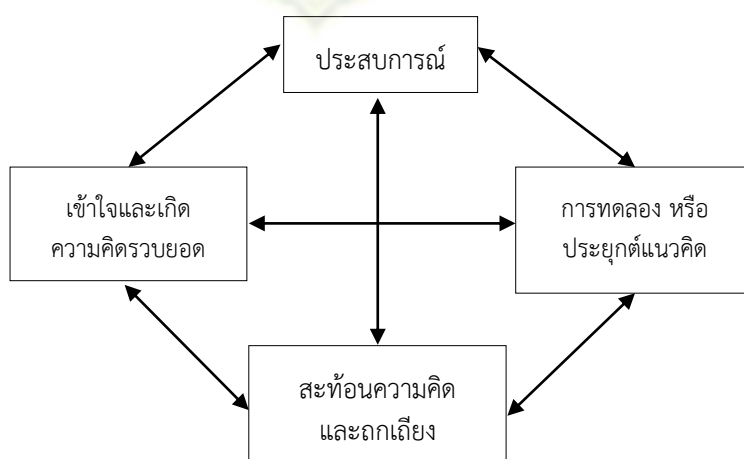 ประสบการณ์
เข้าใจและเกิด
ความคิดรวบยอด
การทดลอง หรือ
ประยุกต์แนวคิด
สะท้อนความคิด
และถกเถียง